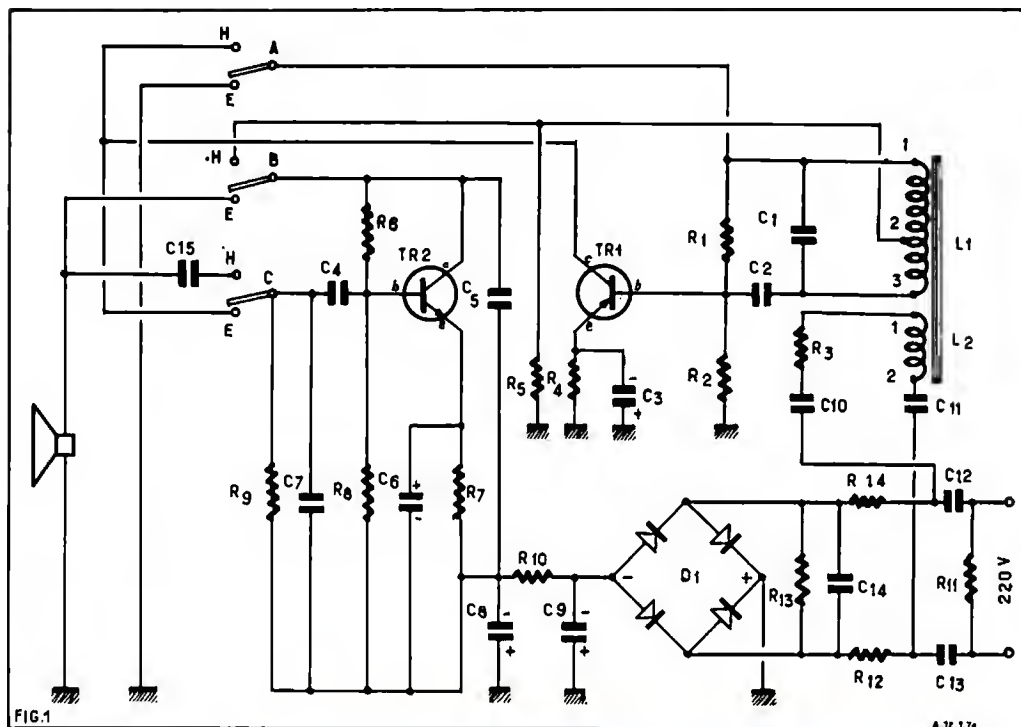 H
A
E
H
B
E
C15
H
C
E
C4
R6
TR2
c
b
e
C5
R9
C7
R8
C6
+
-
R7
c
TR1
b
e
R5
R4
-
C3
+
R1
C1
C2
R2
1
2
3
L1
1
2
L2
R3
C10
C11
R10
C8
-
+
C9
-
+
-
D1
+
R13
C14
R14
R12
C12
R11
C13
220V
FIG.1